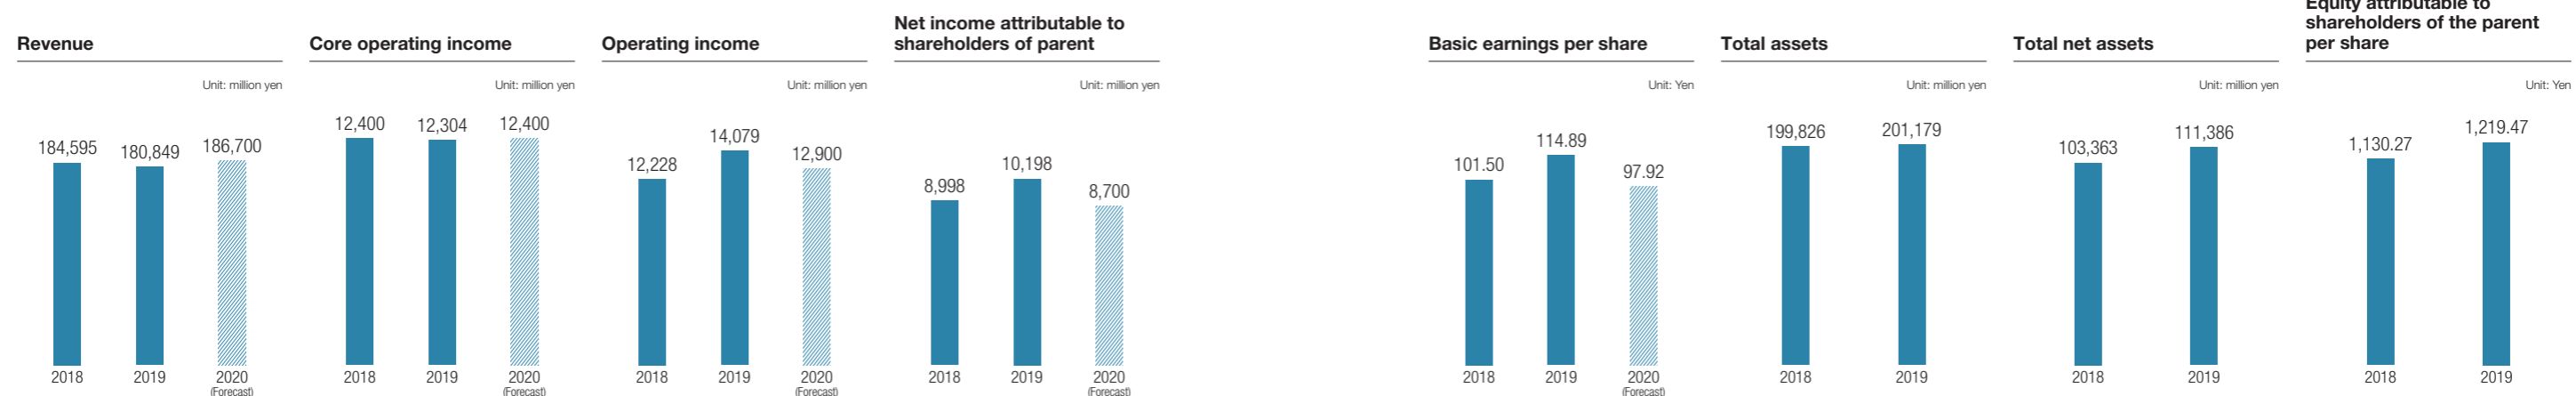 Revenue
Unit: million yen
184,595 180,849 186,700
2018 2019 2020
(Forecast)
Core operating income
Unit: million yen
12,400 12,304 12,400
2018 2019 2020
(Forecast)
Operating income
Unit: million yen
12,228 14,079 12,900
2018 2019 2020
(Forecast)
Net income attributable to
shareholders of parent
Unit: million yen
8,998 10,198 8,700
2018 2019 2020
(Forecast)
Basic earnings per share
Unit: Yen
101.50 114.89 97.92
2018 2019 2020
(Forecast)
Total assets
Unit: million yen
199,826 201,179
2018 2019
Total net assets
Unit: million yen
103,363 111,386
2018 2019
Equity attributable to
shareholders of the parent
per share
Unit: Yen
1,130.27 1,219.47
2018 2019